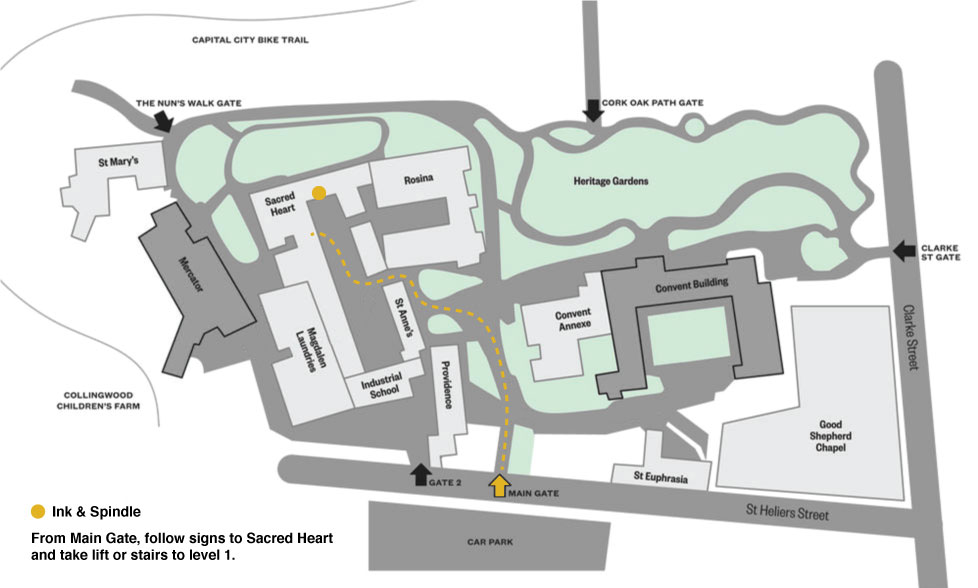 CAPITAL CITY BIKE TRAIL
THE NUN'S WALK GATE
CORK OAK PATH GATE
St Mary's
Sacred
Heart
Rosina
Heritage Gardens
Mercator
CLARKE
ST GATE
Convent Building
Convent
Annexe
St Anne's
Magdalen
Laundries
Industrial
School
Providence
Clarke Street
COLLINGWOOD
CHILDREN'S FARM
Good
Shepherd
Chapel
St Euphrasia
GATE 2
MAIN GATE
St Heliers Street
CAR PARK
Ink & Spindle
From Main Gate, follow signs to Sacred Heart
and take lift or stairs to level 1.